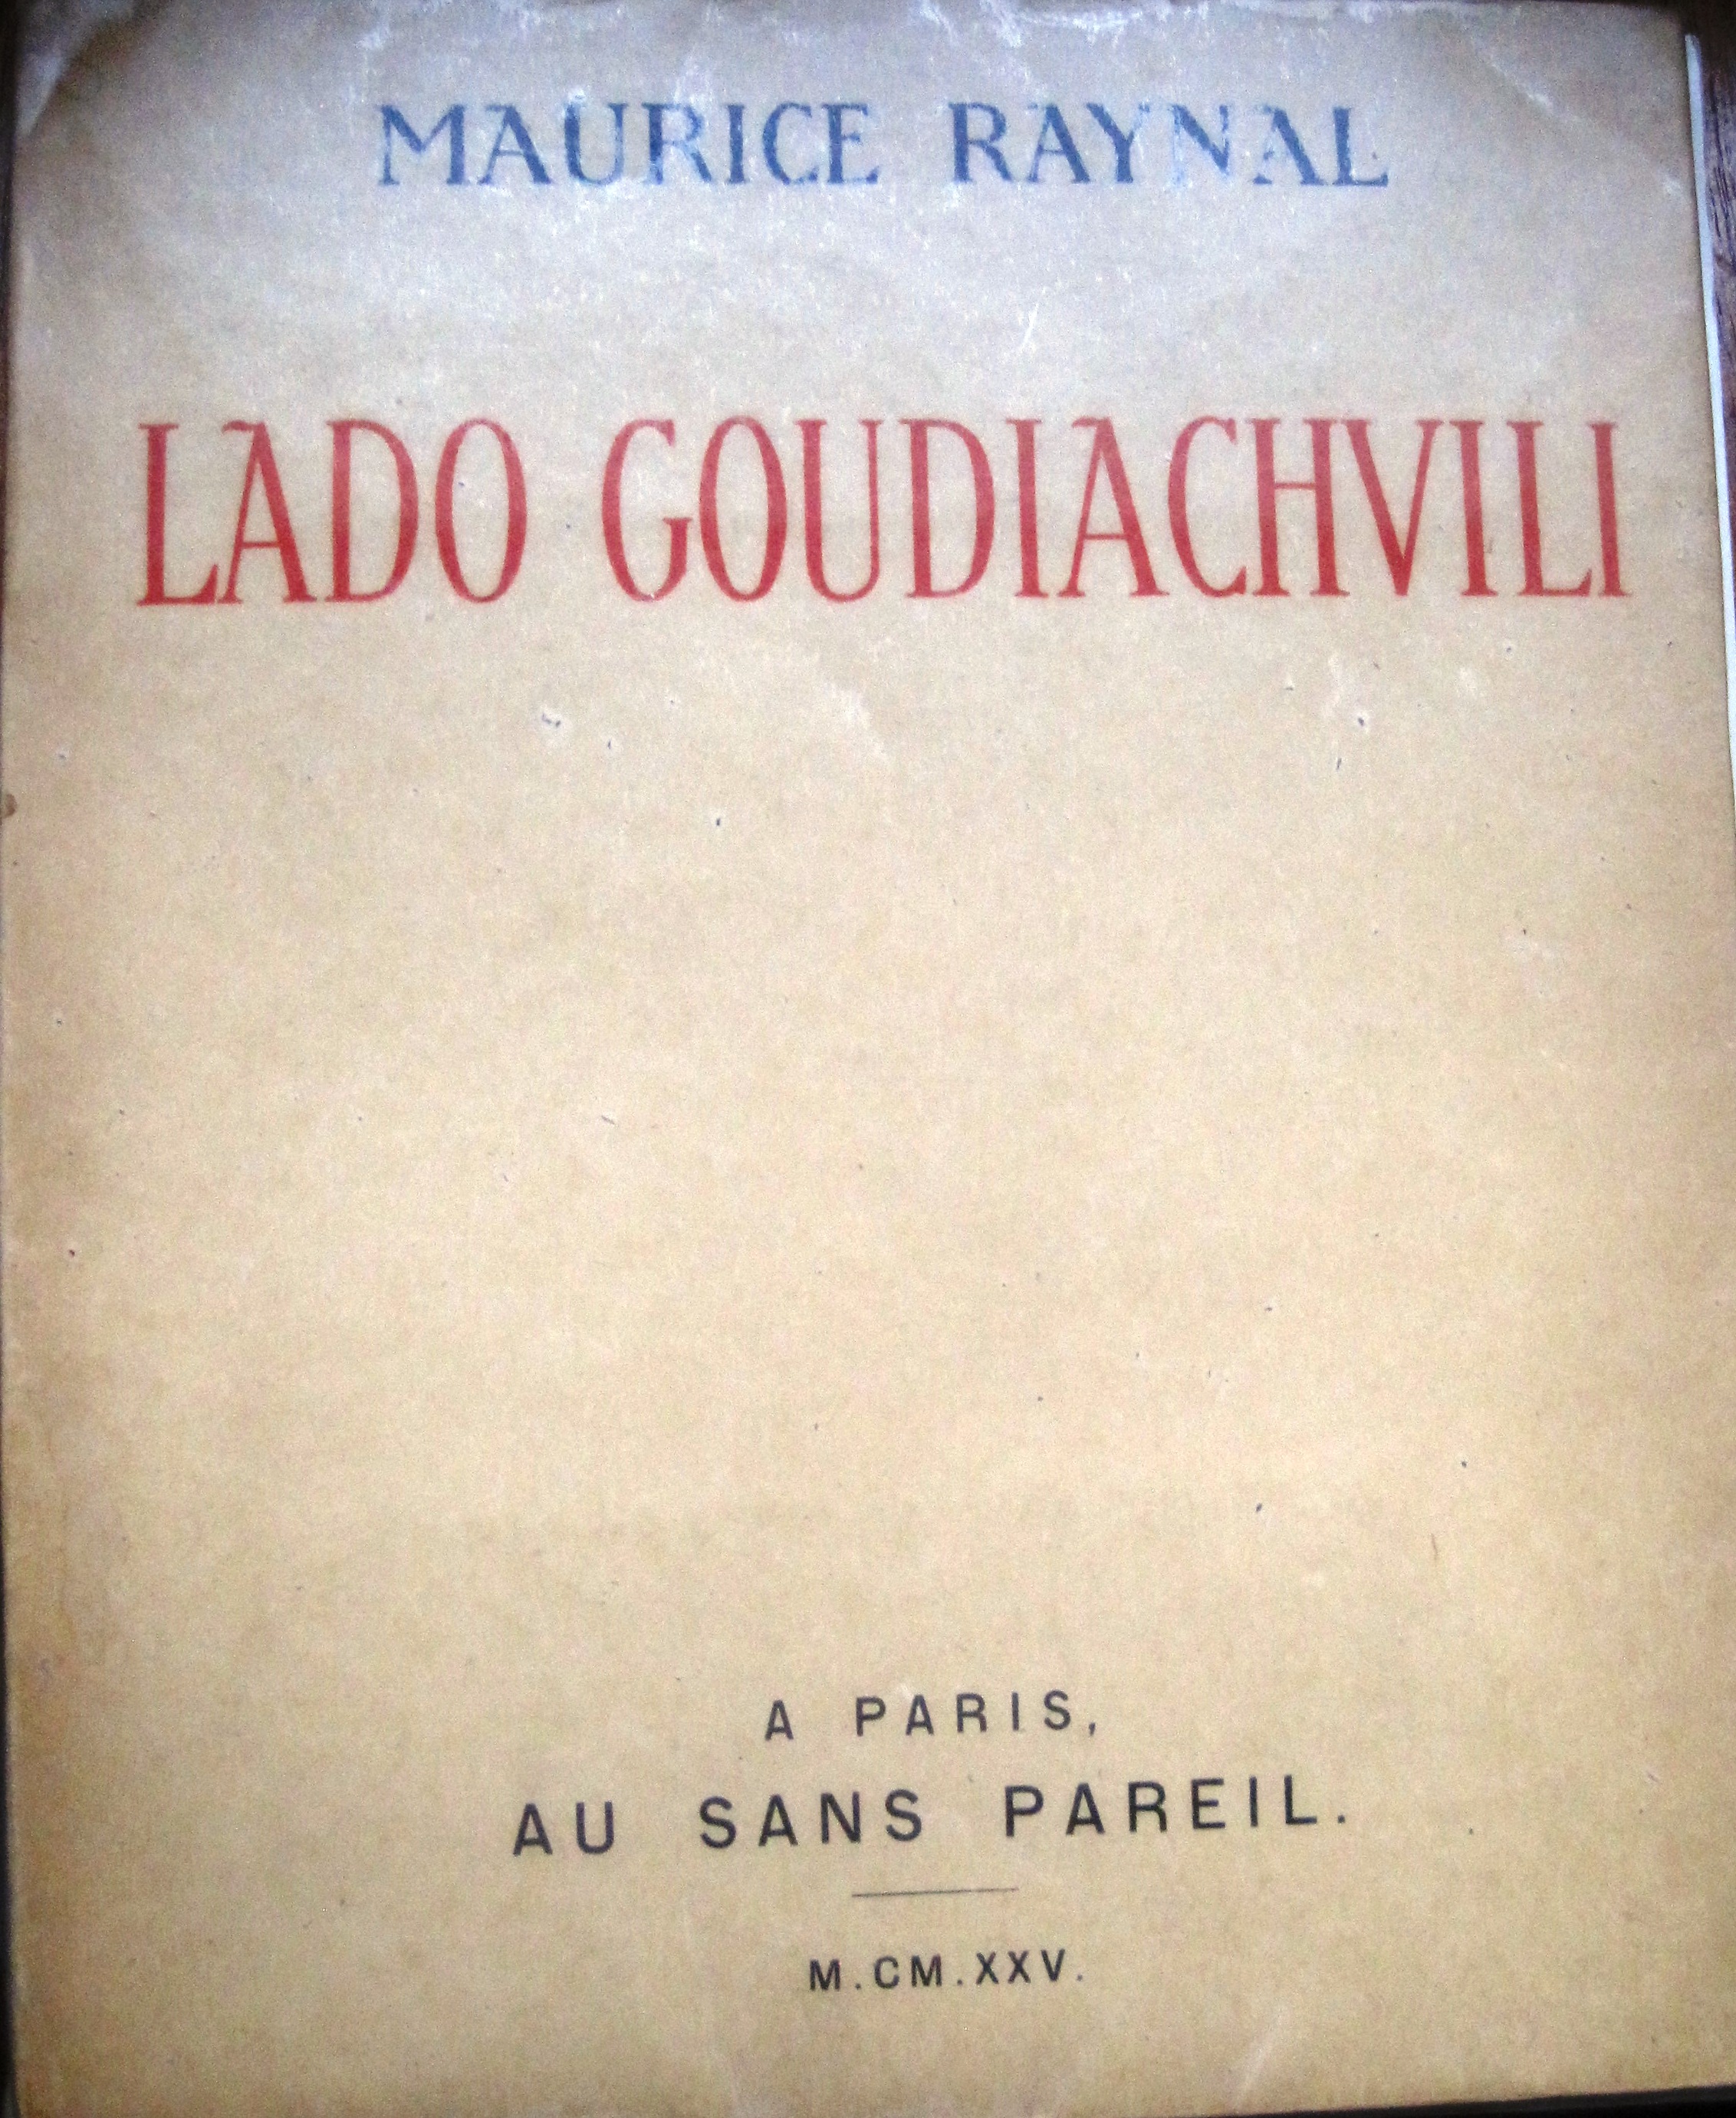 MAURICE RAYNAL
LADO GOUDIACHVILI
A PARIS,
AU SANS PAREIL.
M.CM.XXV.